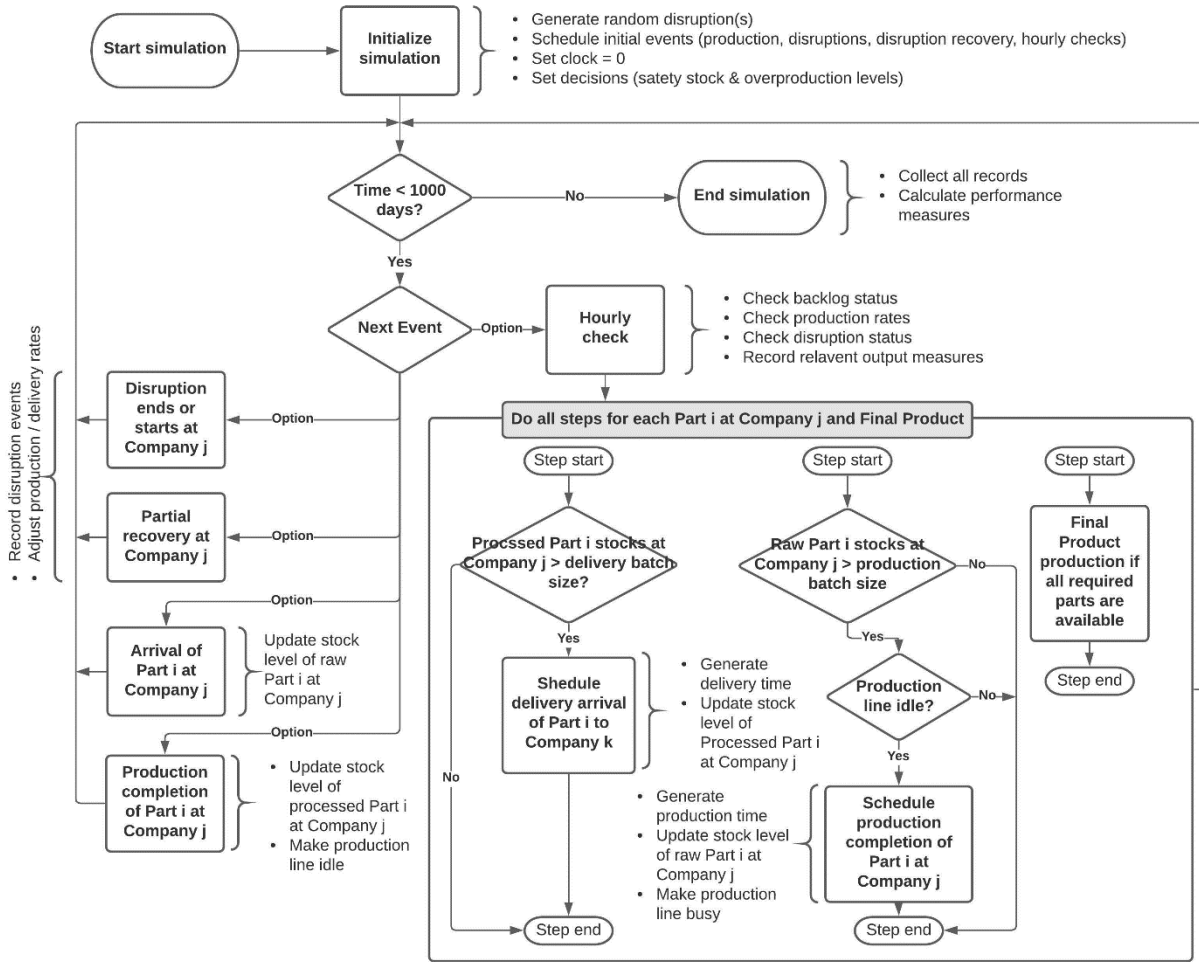 Start simulation
Initialize
simulation
• Generate random disruption(s)
• Schedule initial events (production, disruptions, disruption recovery, hourly checks)
• Set clock = 0
• Set decisions (satety stock & overproduction levels)
Time < 1000
days?
No
End simulation
• Collect all records
• Calculate performance
measures
Yes
Next Event
Option
Hourly
check
• Check backlog status
• Check production rates
• Check disruption status
• Record relavent output measures
• Record disruption events
• Adjust production / delivery rates
Disruption
ends or
starts at
Company j
Option
Partial
recovery at
Company j
Option
Option
Arrival of
Part i at
Company j
Update stock
level of raw
Part i at
Company j
Option
Production
completion
of Part i at
Company j
• Update stock
level of
processed Part i
at Company j
• Make production
line idle
Do all steps for each Part i at Company j and Final Product
Step start
Procssed Part i stocks at
Company j > delivery batch
size?
No
Yes
Shedule
delivery arrival
of Part i to
Company k
• Generate
delivery time
• Update stock
level of
Processed Part i
at Company j
Step end
Step start
Raw Part i stocks at
Company j > production
batch size
No
Yes
Production
line idle?
No
Yes
Schedule
production
completion of
Part i at
Company j
• Generate
production time
• Update stock level
of raw Part i at
Company j
• Make production
line busy
Step end
Step start
Final
Product
production if
all required
parts are
available
Step end